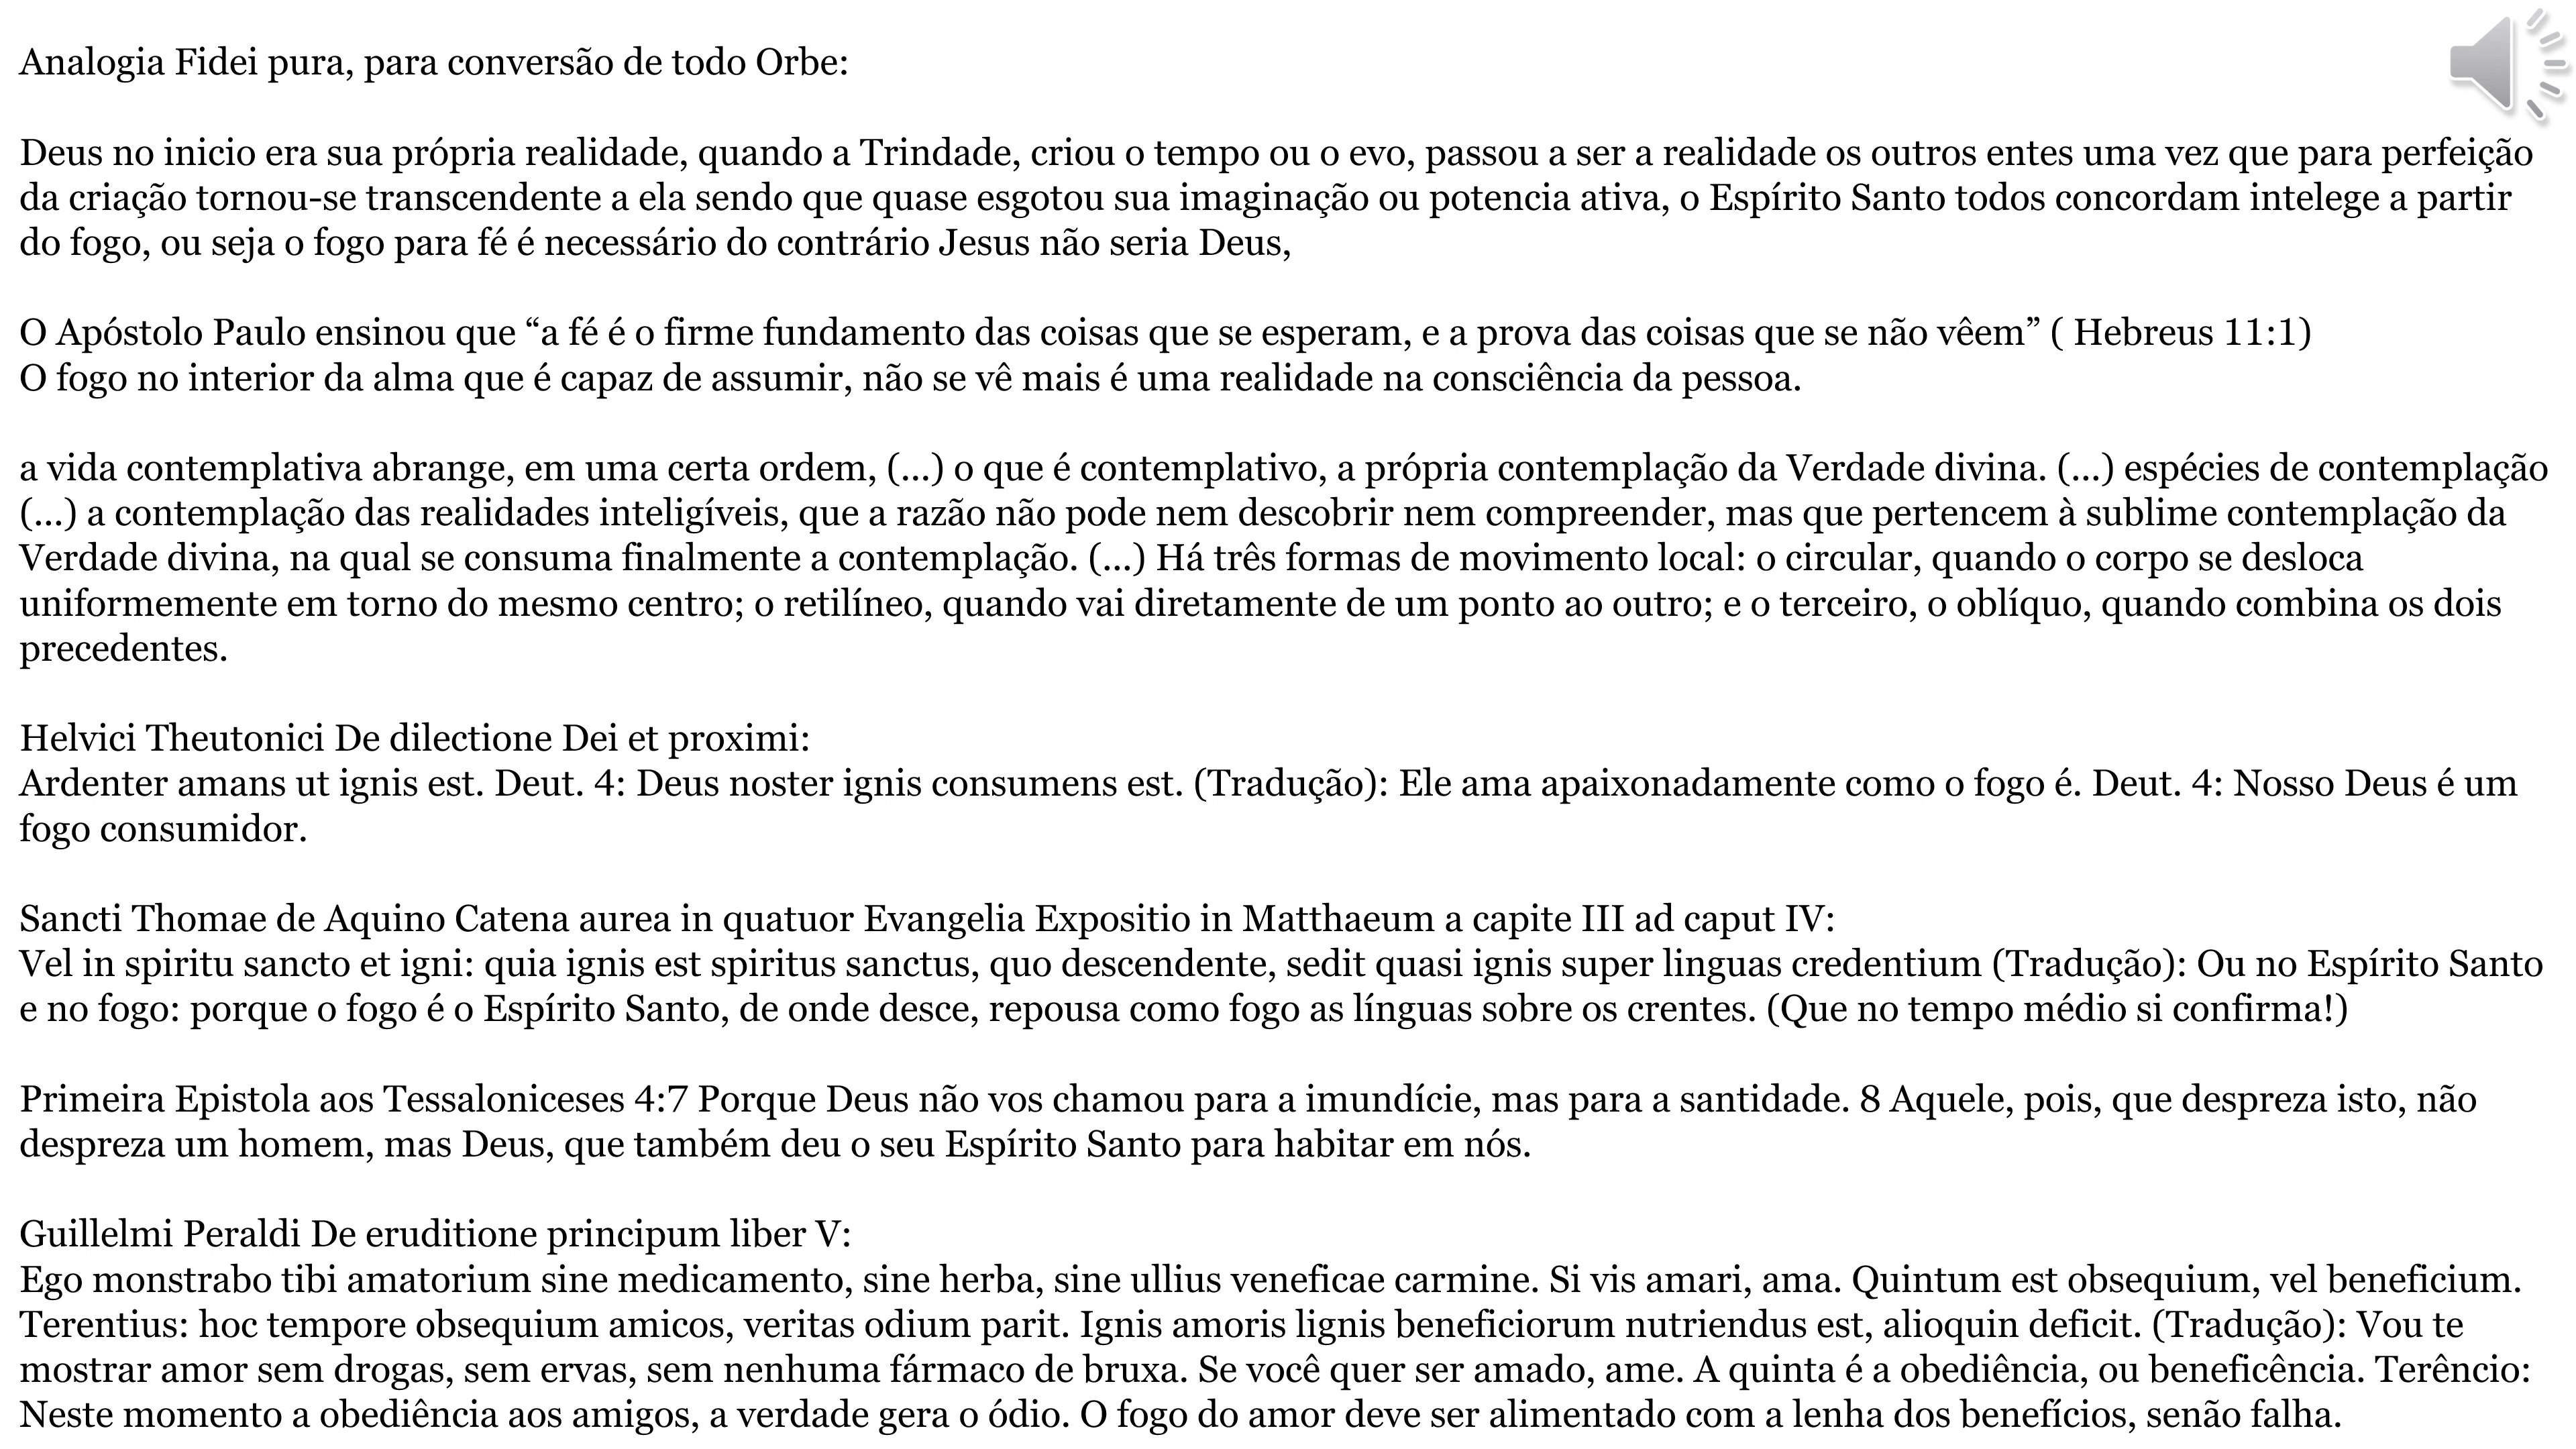 Analogia Fidei pura, para conversão de todo Orbe:
Deus no inicio era sua própria realidade, quando a Trindade, criou o tempo ou o evo, passou a ser a realidade os outros entes uma vez que para perfeição
da criação tornou-se transcendente a ela sendo que quase esgotou sua imaginação ou potencia ativa, o Espírito Santo todos concordam intelege a partir
do fogo, ou seja o fogo para fé é necessário do contrário Jesus não seria Deus,
O Apóstolo Paulo ensinou que “a fé é o firme fundamento das coisas que se esperam, e a prova das coisas que se não vêem” ( Hebreus 11:1)
O fogo no interior da alma que é capaz de assumir, não se vê mais é uma realidade na consciência da pessoa.
a vida contemplativa abrange, em uma certa ordem, (...) o que é contemplativo, a própria contemplação da Verdade divina. (...) espécies de contemplação
(...) a contemplação das realidades inteligíveis, que a razão não pode nem descobrir nem compreender, mas que pertencem à sublime contemplação da
Verdade divina, na qual se consuma finalmente a contemplação. (...) Há três formas de movimento local: o circular, quando o corpo se desloca
uniformemente em torno do mesmo centro; o retilíneo, quando vai diretamente de um ponto ao outro; e o terceiro, o oblíquo, quando combina os dois
precedentes.
Helvici Theutonici De dilectione Dei et proximi:
Ardenter amans ut ignis est. Deut. 4: Deus noster ignis consumens est. (Tradução): Ele ama apaixonadamente como o fogo é. Deut. 4: Nosso Deus é um
fogo consumidor.
Sancti Thomae de Aquino Catena aurea in quatuor Evangelia Expositio in Matthaeum a capite III ad caput IV:
Vel in spiritu sancto et igni: quia ignis est spiritus sanctus, quo descendente, sedit quasi ignis super linguas credentium (Tradução): Ou no Espírito Santo
e no fogo: porque o fogo é o Espírito Santo, de onde desce, repousa como fogo as línguas sobre os crentes. (Que no tempo médio si confirma!)
Primeira Epistola aos Tessaloniceses 4:7 Porque Deus não vos chamou para a imundície, mas para a santidade. 8 Aquele, pois, que despreza isto, não
despreza um homem, mas Deus, que também deu o seu Espírito Santo para habitar em nós.
Guillelmi Peraldi De eruditione principum liber V:
Ego monstrabo tibi amatorium sine medicamento, sine herba, sine ullius veneficae carmine. Si vis amari, ama. Quintum est obsequium, vel beneficium.
Terentius: hoc tempore obsequium amicos, veritas odium parit. Ignis amoris lignis beneficiorum nutriendus est, alioquin deficit. (Tradução): Vou te
mostrar amor sem drogas, sem ervas, sem nenhuma fármaco de bruxa. Se você quer ser amado, ame. A quinta é a obediência, ou beneficência. Terêncio:
Neste momento a obediência aos amigos, a verdade gera o ódio. O fogo do amor deve ser alimentado com a lenha dos benefícios, senão falha.